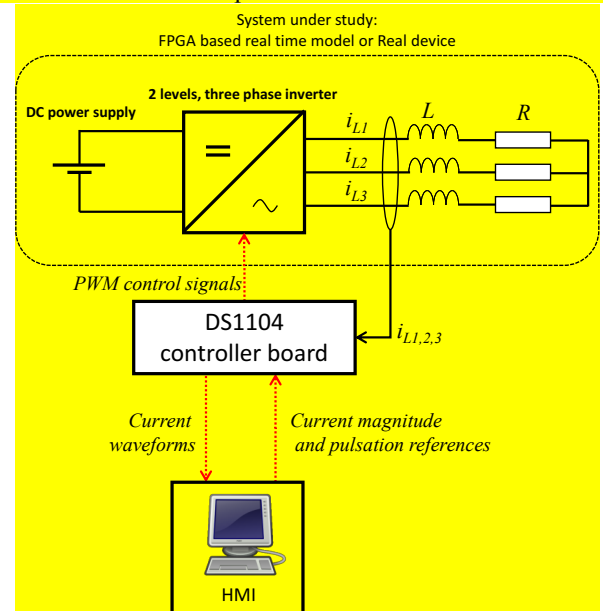 System under study:
FPGA based real time model or Real device
2 levels, three phase inverter
DC power supply
L
R
iL1
iL2
iL3
PWM control signals
DS1104
controller board
iL1,2,3
Current
waveforms
Current magnitude
and pulsation references
HMI